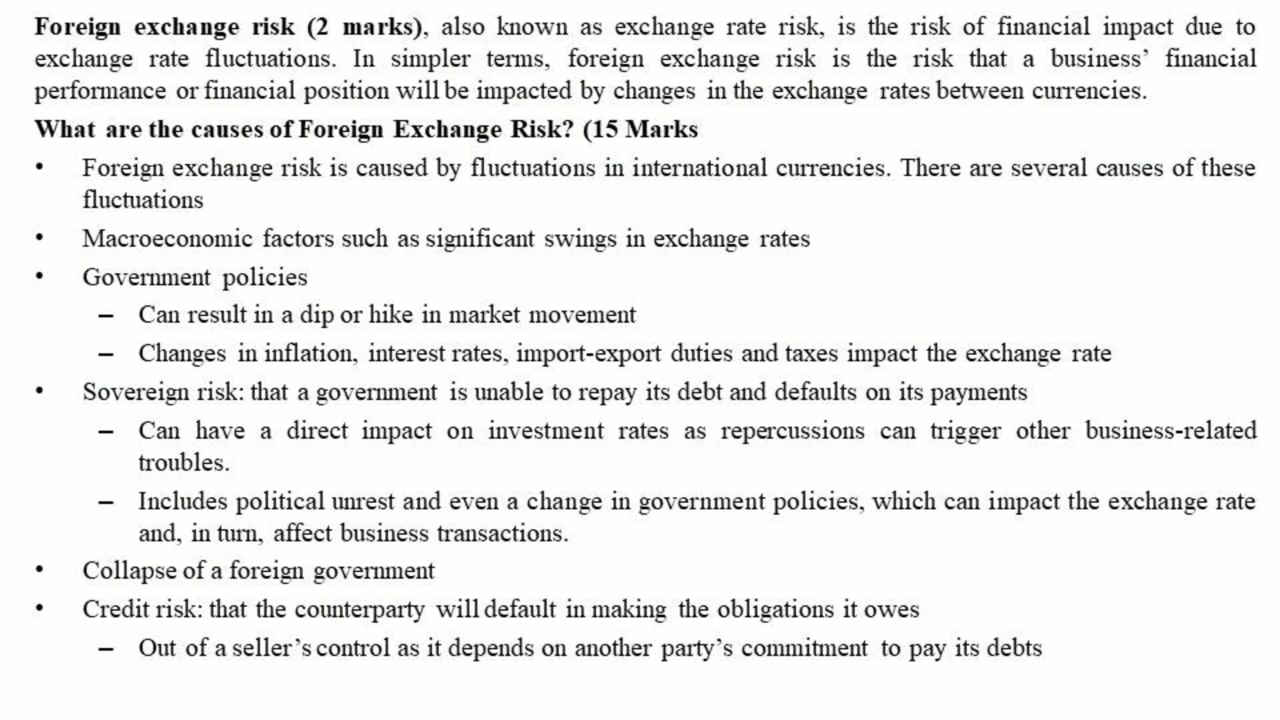 Foreign exchange risk (2 marks), also known as exchange rate risk, is the risk of financial impact due to
exchange rate fluctuations. In simpler terms, foreign exchange risk is the risk that a business’ financial
performance or financial position will be impacted by changes in the exchange rates between currencies.
What are the causes of Foreign Exchange Risk? (15 Marks
• Foreign exchange risk is caused by fluctuations in international currencies. There are several causes of these
fluctuations
• Macroeconomic factors such as significant swings in exchange rates
• Government policies
– Can result in a dip or hike in market movement
– Changes in inflation, interest rates, import-export duties and taxes impact the exchange rate
• Sovereign risk: that a government is unable to repay its debt and defaults on its payments
– Can have a direct impact on investment rates as repercussions can trigger other business-related
troubles.
– Includes political unrest and even a change in government policies, which can impact the exchange rate
and, in turn, affect business transactions.
• Collapse of a foreign government
• Credit risk: that the counterparty will default in making the obligations it owes
– Out of a seller’s control as it depends on another party’s commitment to pay its debts